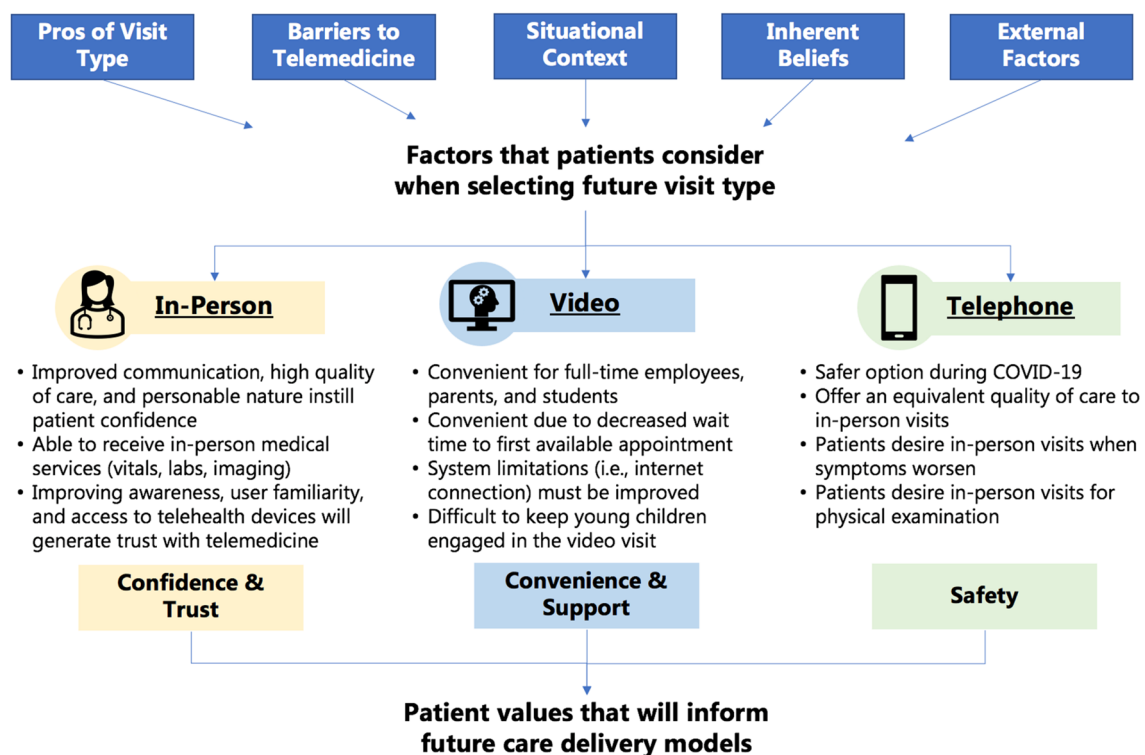 Pros of Visit
Type
Barriers to
Telemedicine
Situational
Context
Inherent
Beliefs
External
Factors
Factors that patients consider
when selecting future visit type
In-Person
• Improved communication, high quality
of care, and personable nature instill
patient confidence
• Able to receive in-person medical
services (vitals, labs, imaging)
• Improving awareness, user familiarity,
and access to telehealth devices will
generate trust with telemedicine
Confidence &
Trust
Video
• Convenient for full-time employees,
parents, and students
• Convenient due to decreased wait
time to first available appointment
• System limitations (i.e., internet
connection) must be improved
• Difficult to keep young children
engaged in the video visit
Convenience &
Support
Telephone
• Safer option during COVID-19
• Offer an equivalent quality of care to
in-person visits
• Patients desire in-person visits when
symptoms worsen
• Patients desire in-person visits for
physical examination
Safety
Patient values that will inform
future care delivery models